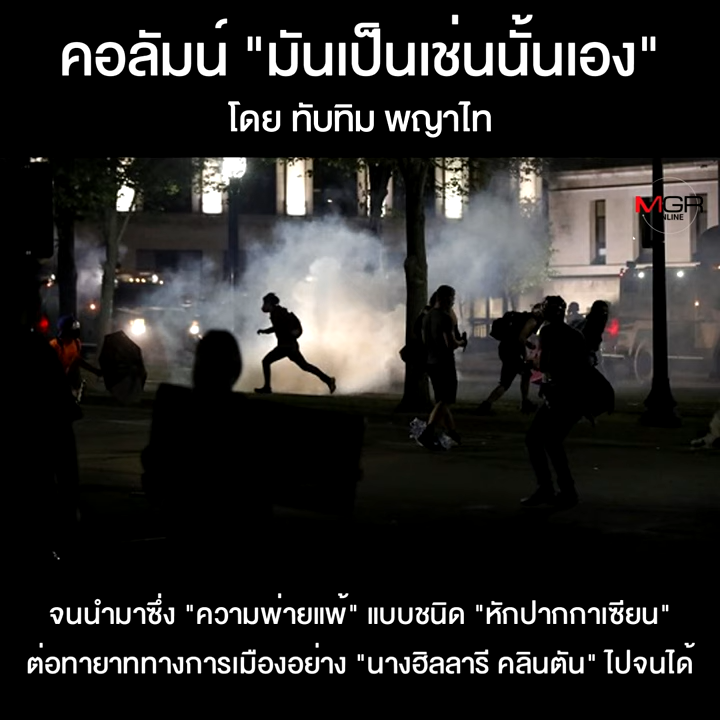 คอลัมน์ "มันเป็นเช่นนั้นเอง"
โดย ทับทิม พญาไท
MGR
ONLINE
จนนำมาซึ่ง "ความพ่ายแพ้" แบบชนิด "หักปากกาเซียน"
ต่อทายาททางการเมืองอย่าง "นางฮิลลารี คลินตัน" ไปจนได้